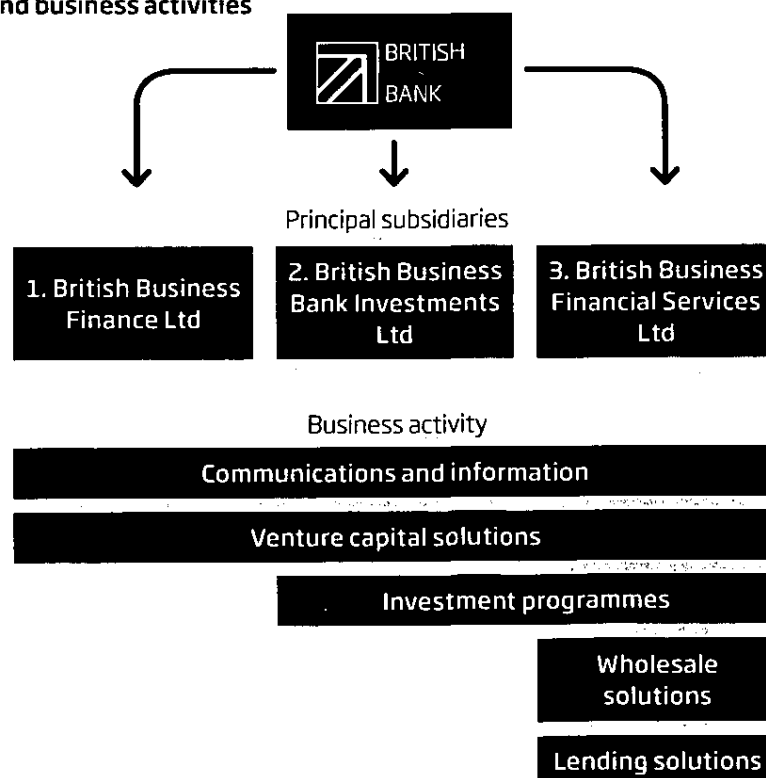 nd business activities
BRITISH
BANK
Principal subsidiaries
1. British Business
Finance Ltd
2. British Business
Bank Investments
Ltd
3. British Business
Financial Services
Ltd
Business activity
Communications and information
Venture capital solutions
Investment programmes
Wholesale
solutions
Lending solutions